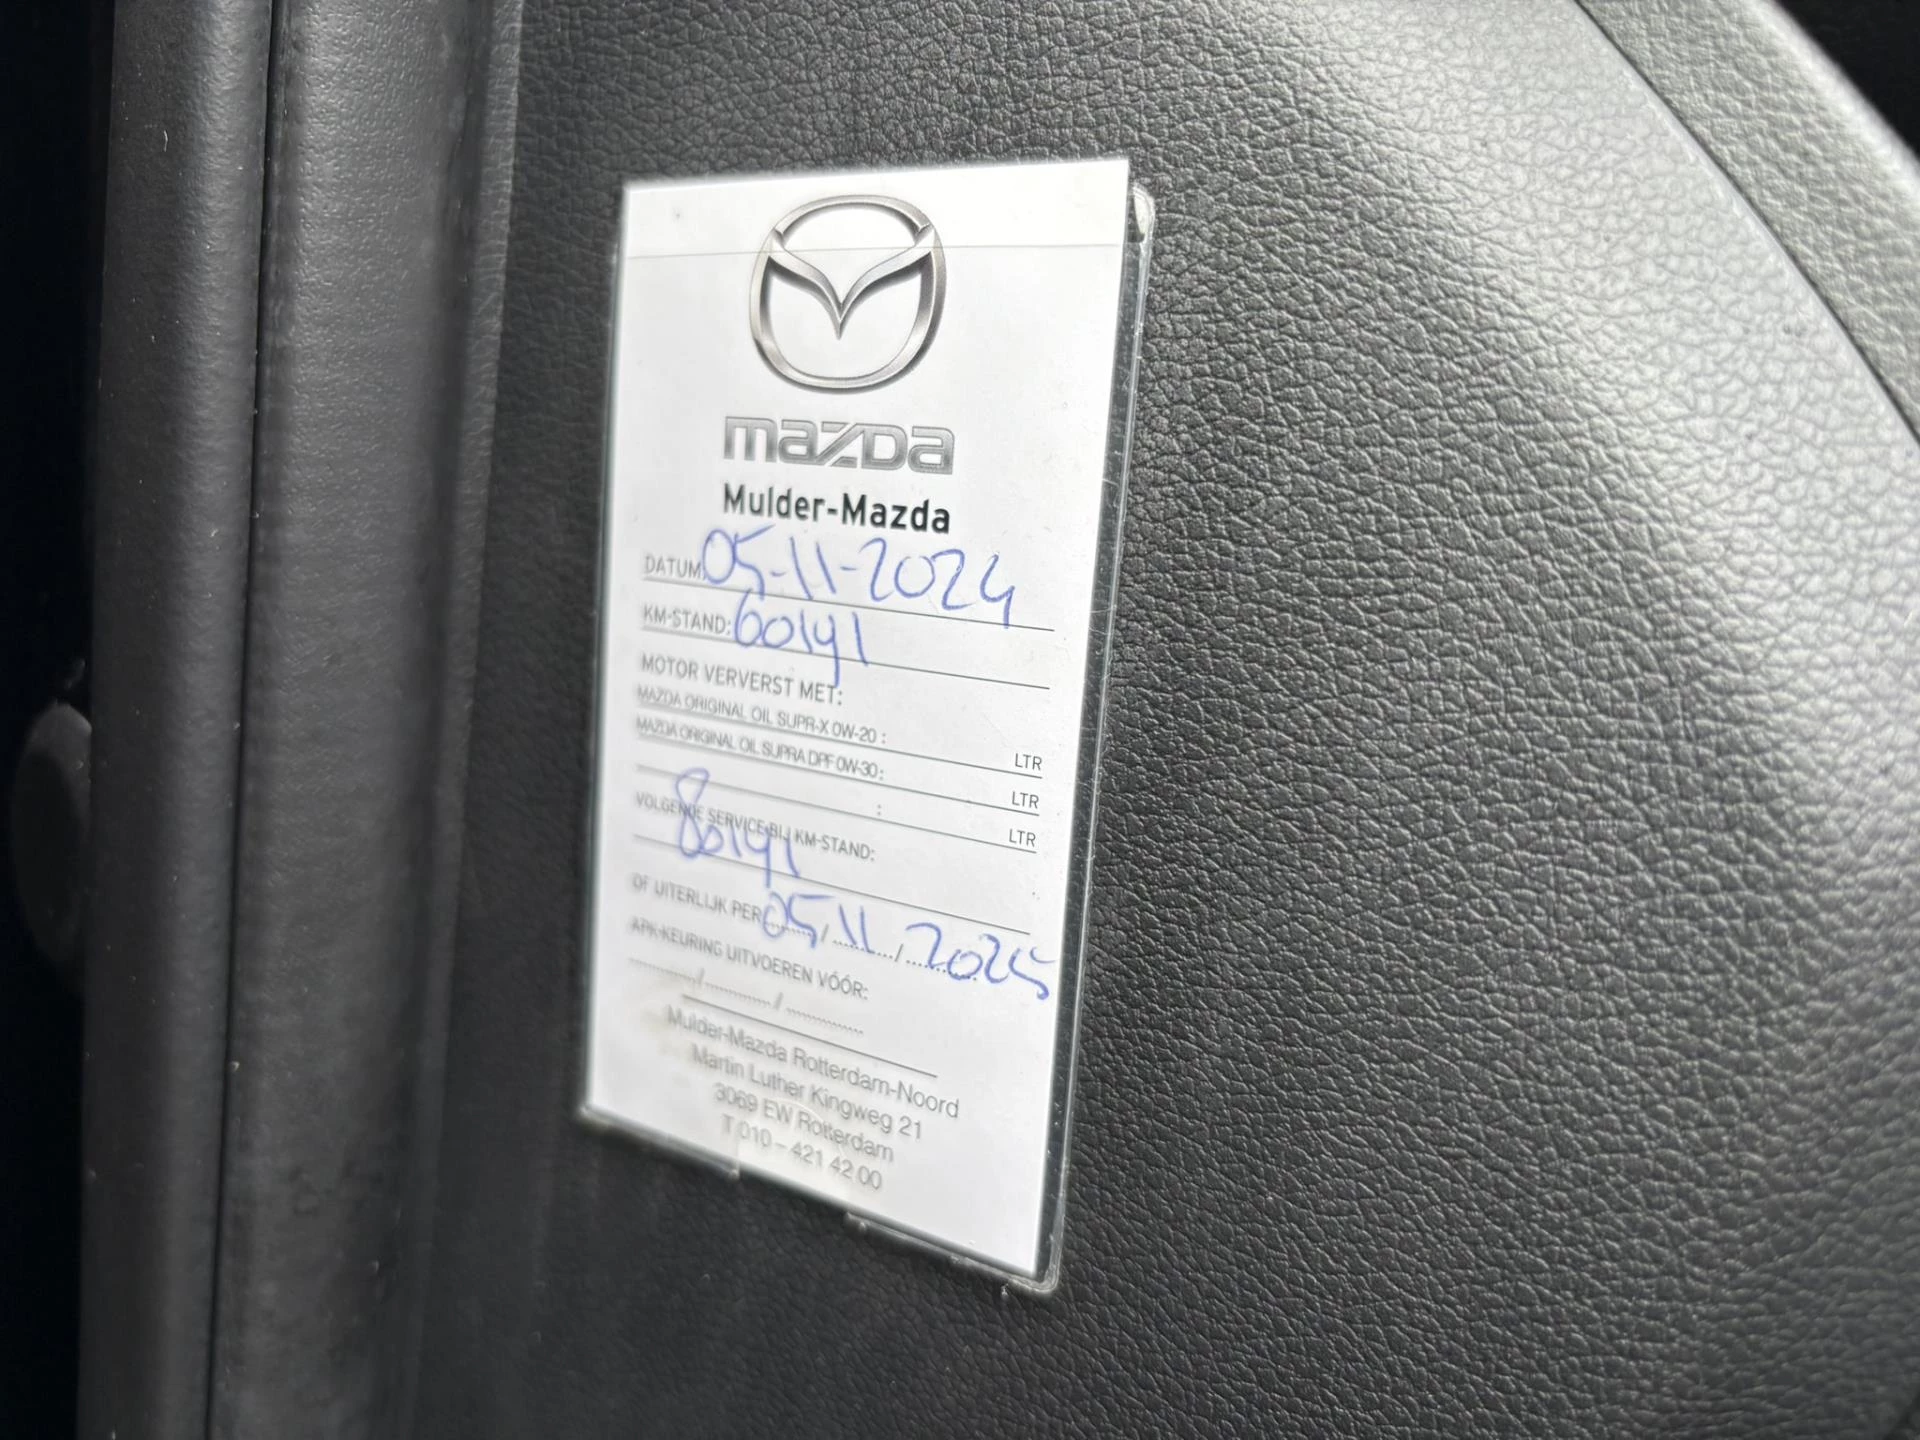 mazda
Mulder-Mazda
DATUM: 05-11-2024
KM-STAND: 60141
MOTOR VERVERST MET:
MAZDA ORIGINAL OIL SUPR-X 0W-20 : LTR
MAZDA ORIGINAL OIL SUPRA DPF 0W-30 : LTR
: LTR
VOLGENDE SERVICE BIJ KM-STAND:
80141
OF UITERLIJK PER 05/11/2025
APK-KEURING UITVOEREN VÓÓR:
............/............/............
Mulder-Mazda Rotterdam-Noord
Martin Luther Kingweg 21
3069 EW Rotterdam
T 010 - 421 42 00